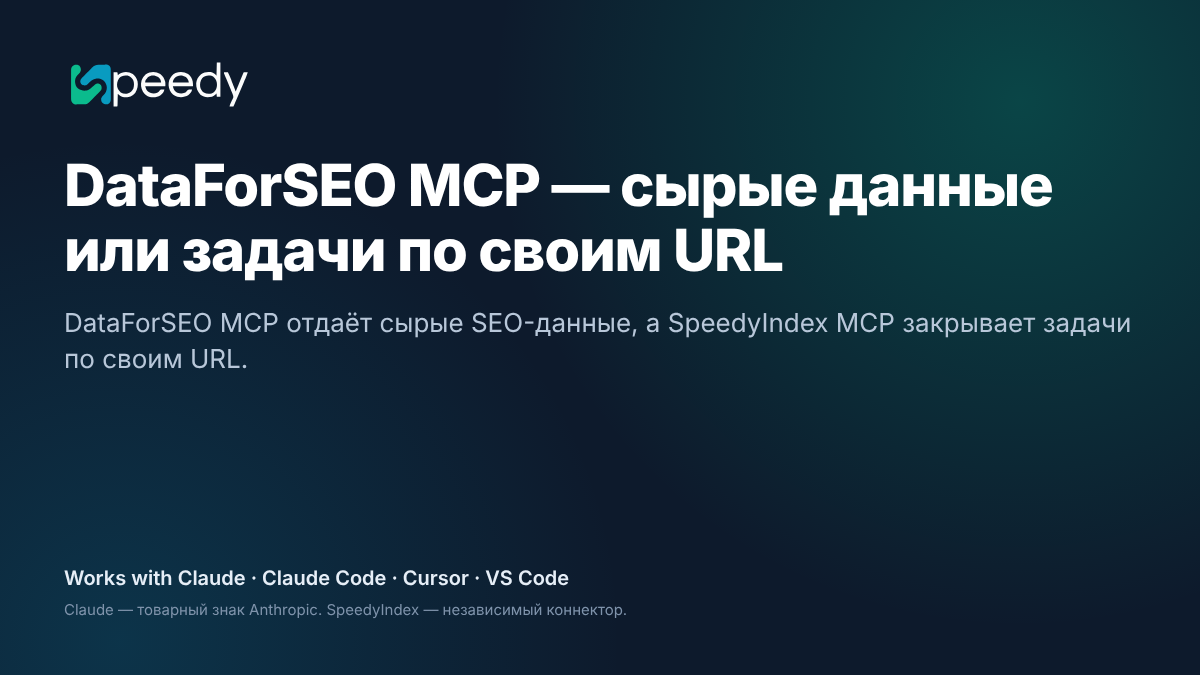 Speedy
DataForSEO MCP — сырые данные
или задачи по своим URL
DataForSEO MCP отдаёт сырые SEO-данные, а SpeedyIndex MCP закрывает задачи
по своим URL.
Works with Claude · Claude Code · Cursor · VS Code
Claude — товарный знак Anthropic. SpeedyIndex — независимый коннектор.